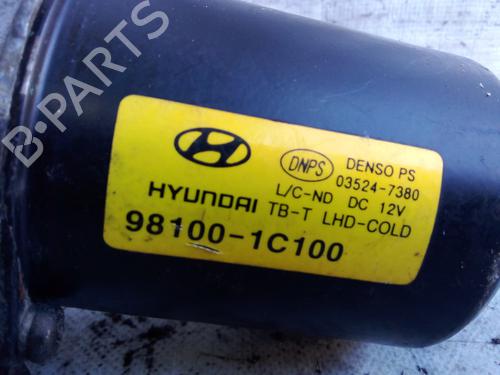 DNPS DENSO PS
03524-7380
L/C-ND DC 12V
HYUNDAI TB-T LHD-COLD
98100-1C100
B-PARTS